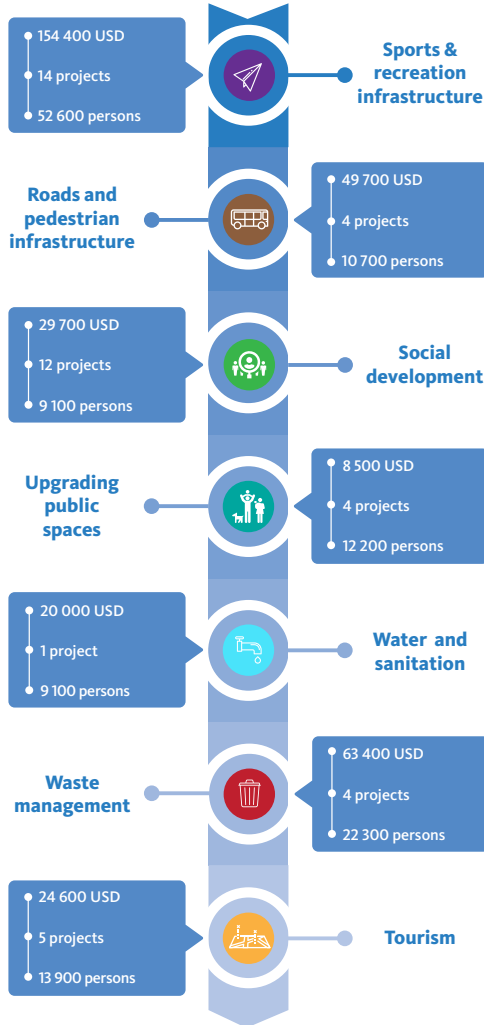 154 400 USD
14 projects
52 600 persons
Sports &
recreation
infrastructure
Roads and
pedestrian
infrastructure
49 700 USD
4 projects
10 700 persons
29 700 USD
12 projects
9 100 persons
Social
development
Upgrading
public
spaces
8 500 USD
4 projects
12 200 persons
20 000 USD
1 project
9 100 persons
Water and
sanitation
Waste
management
63 400 USD
4 projects
22 300 persons
24 600 USD
5 projects
13 900 persons
Tourism